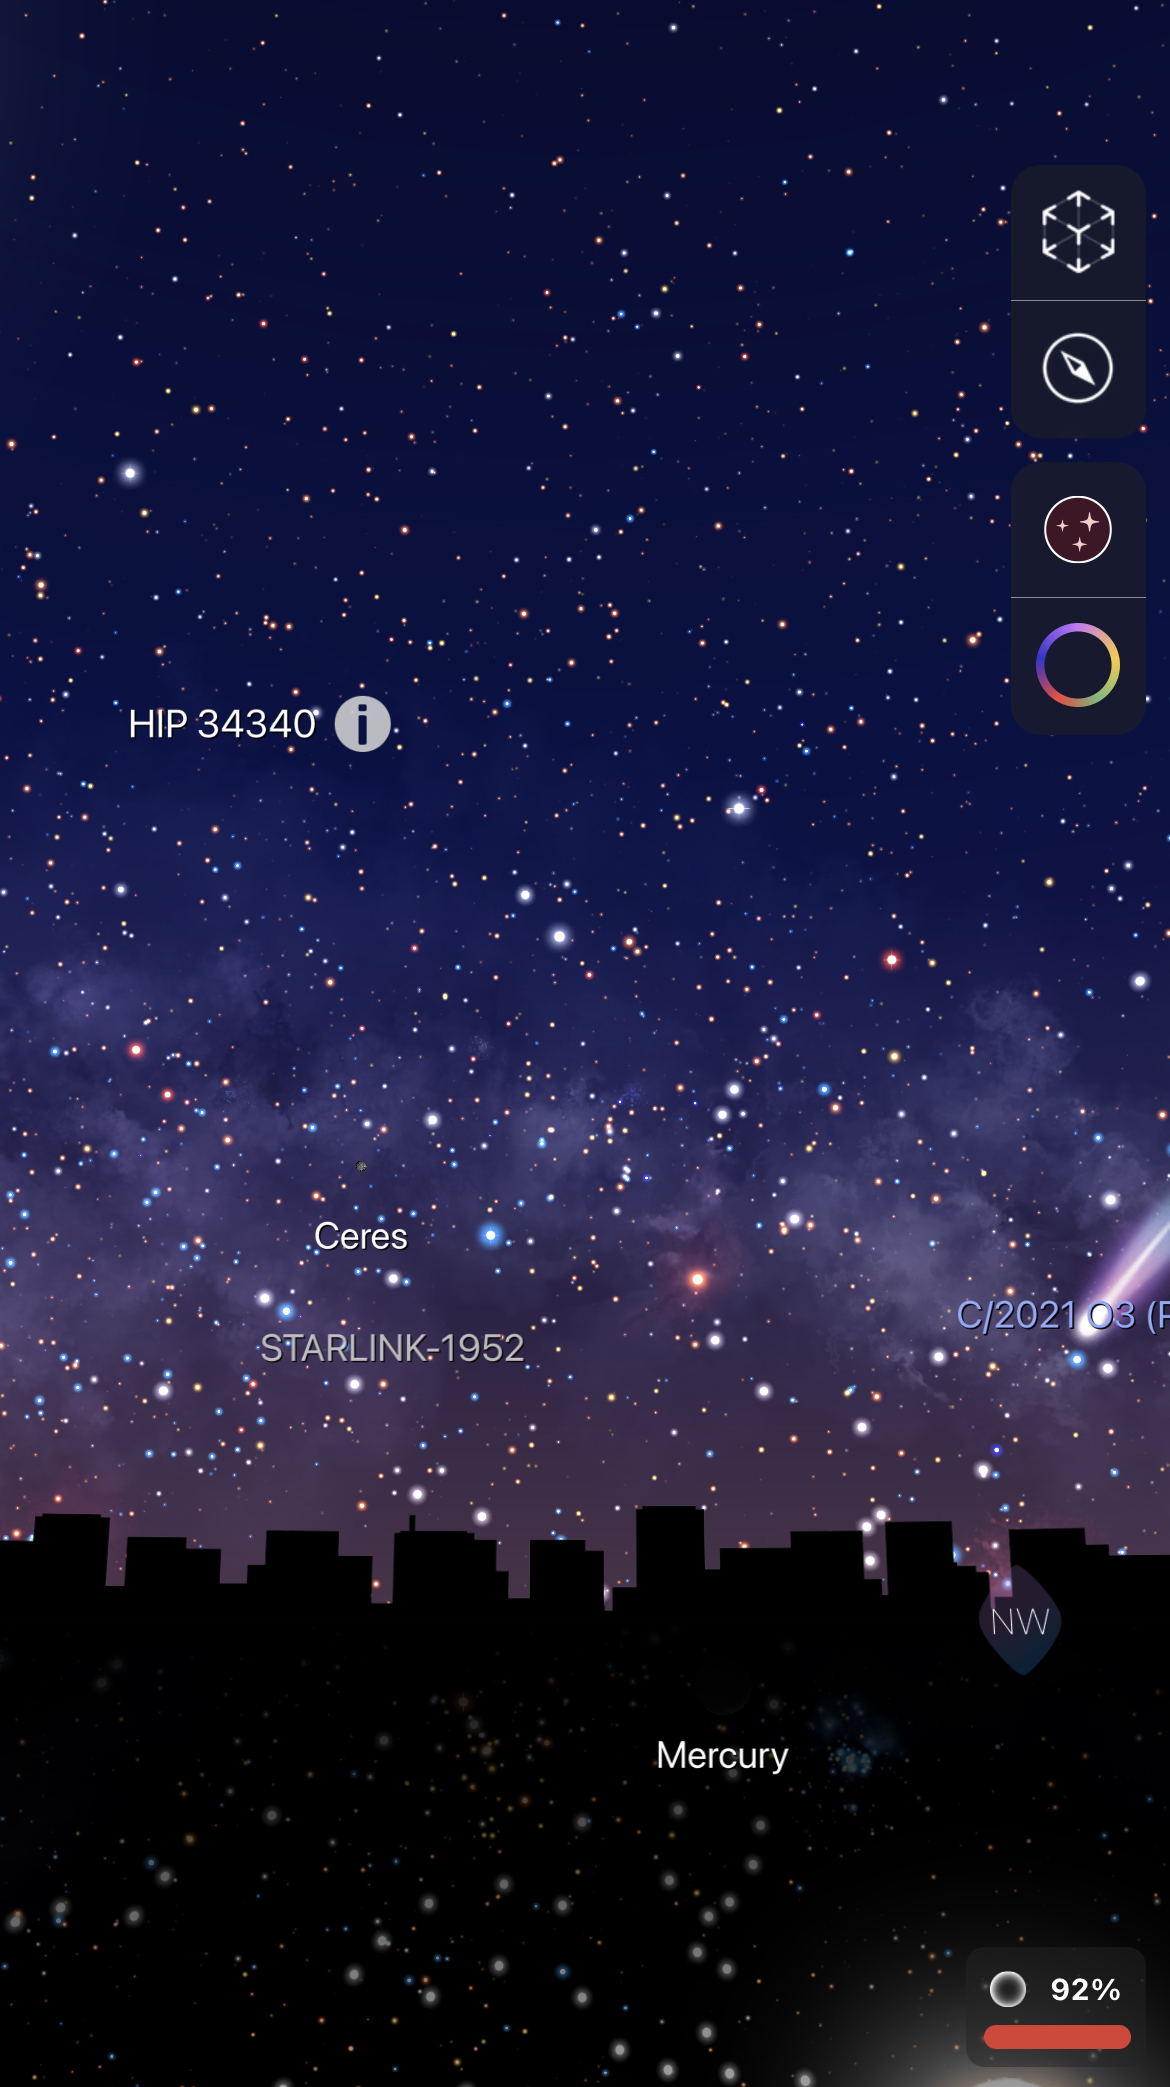 HIP 34340
Ceres
C/2021 O3 (P
STARLINK-1952
NW
Mercury
92%